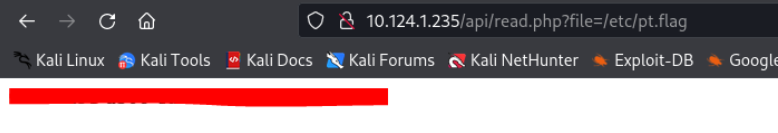 10.124.1.235/api/read.php?file=/etc/pt.flag
Kali Linux Kali Tools Kali Docs Kali Forums Kali NetHunter Exploit-DB Google